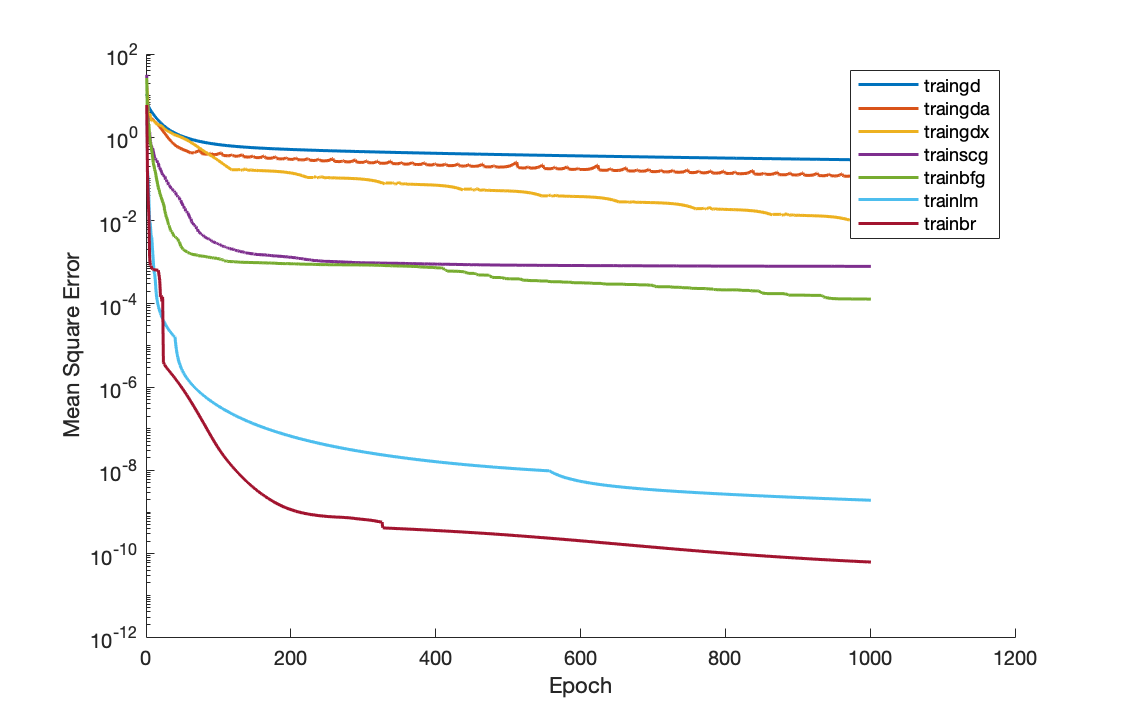 10^2
10^0
10^-2
10^-4
10^-6
10^-8
10^-10
10^-12
Mean Square Error
0 200 400 600 800 1000 1200
Epoch
traingd
traingda
traingdx
trainscg
trainbfg
trainlm
trainbr